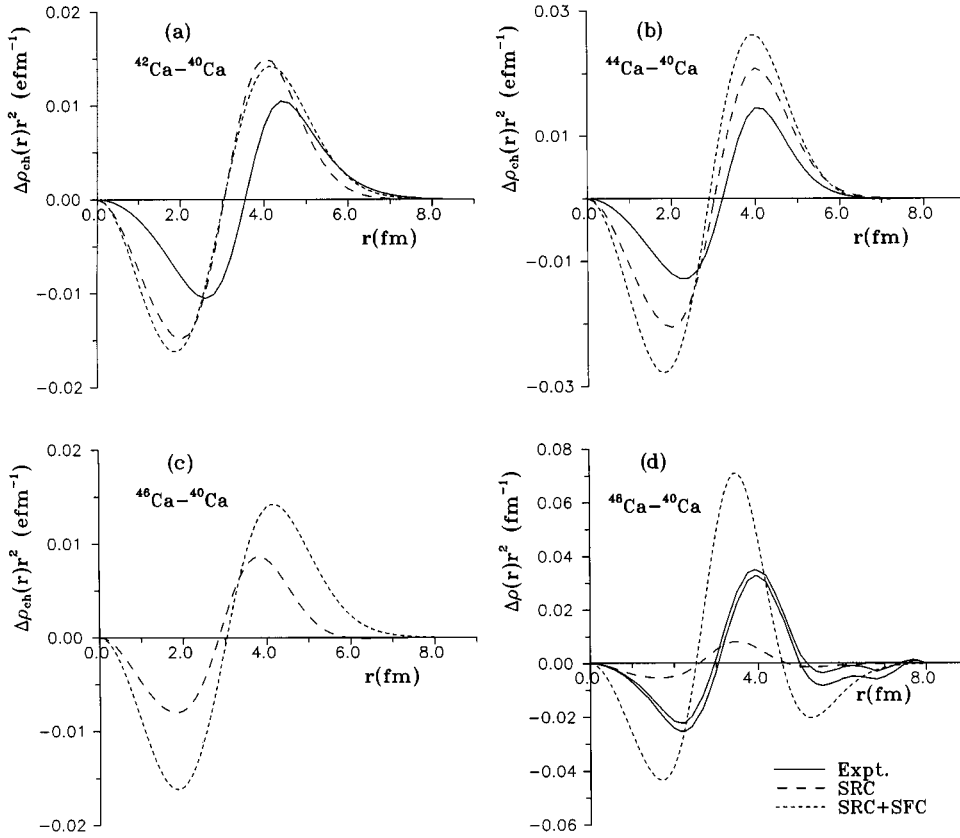 (a)
⁴²Ca−⁴⁰Ca
Δρch(r)r² (efm⁻¹)
0.02
0.01
0.00
−0.01
−0.02
0.0
2.0
4.0
6.0
8.0
r(fm)
(b)
⁴⁴Ca−⁴⁰Ca
Δρch(r)r² (efm⁻¹)
0.03
0.01
−0.01
−0.03
0.0
2.0
4.0
6.0
8.0
r(fm)
(c)
⁴⁶Ca−⁴⁰Ca
Δρch(r)r² (efm⁻¹)
0.02
0.01
0.00
−0.01
−0.02
0.0
2.0
4.0
6.0
8.0
r(fm)
(d)
⁴⁸Ca−⁴⁰Ca
Δρ(r)r² (fm⁻¹)
0.08
0.06
0.04
0.02
0.00
−0.02
−0.04
−0.06
0.0
2.0
4.0
6.0
8.0
r(fm)
Expt.
SRC
SRC+SFC